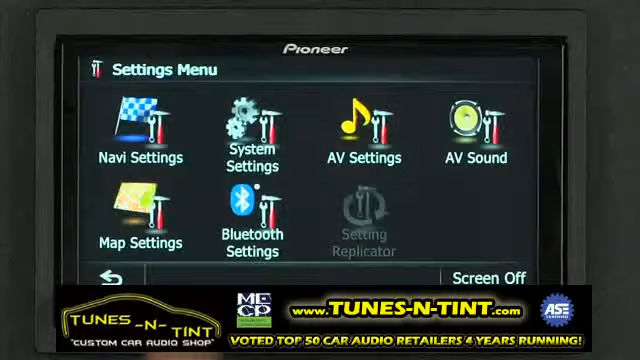 Pioneer
Settings Menu
Navi Settings
System
Settings
AV Settings
AV Sound
Map Settings
Bluetooth
Settings
Setting
Replicator
Screen Off
TUNES -N- TINT
"CUSTOM CAR AUDIO SHOP"
MECP
www.TUNES-N-TINT.com
ASE
CERTIFIED
VOTED TOP 50 CAR AUDIO RETAILERS 4 YEARS RUNNING!